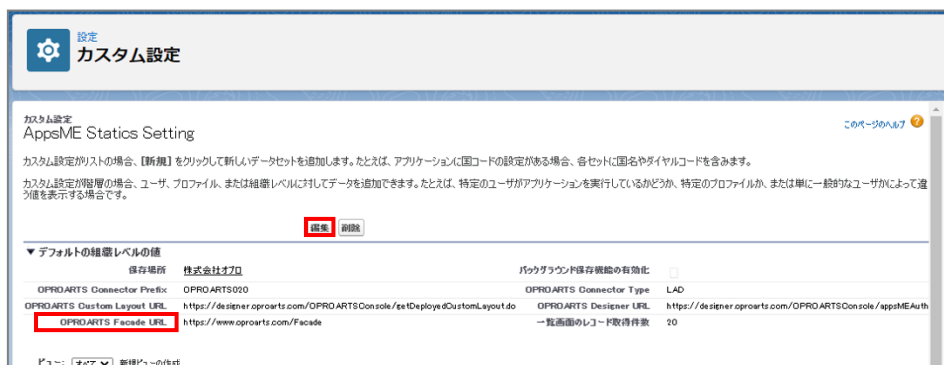 設定
カスタム設定
カスタム設定
AppsME Statics Setting
このページのヘルプ
カスタム設定がリストの場合、[新規] をクリックして新しいデータセットを追加します。たとえば、アプリケーションに国コードの設定がある場合、各セットに国名やダイヤルコードを含みます。
カスタム設定が階層の場合、ユーザ、プロファイル、または組織レベルに対してデータを追加できます。たとえば、特定のユーザがアプリケーションを実行しているかどうか、特定のプロファイルか、または単に一般的なユーザかによって違う値を表示する場合です。
編集 削除
▼ デフォルトの組織レベルの値
保存場所 株式会社オプロ バックグラウンド保存機能の有効化
OPROARTS Connector Prefix OPROARTS020 OPROARTS Connector Type LAD
OPROARTS Custom Layout URL https://designer.oproarts.com/OPROARTSConsole/getDeployedCustomLayout.do OPROARTS Designer URL https://designer.oproarts.com/OPROARTSConsole/appsMEAuth
OPROARTS Facade URL https://www.oproarts.com/Facade 一覧画面のレコード取得件数 20
ビュー: すべて 新規ビューの作成